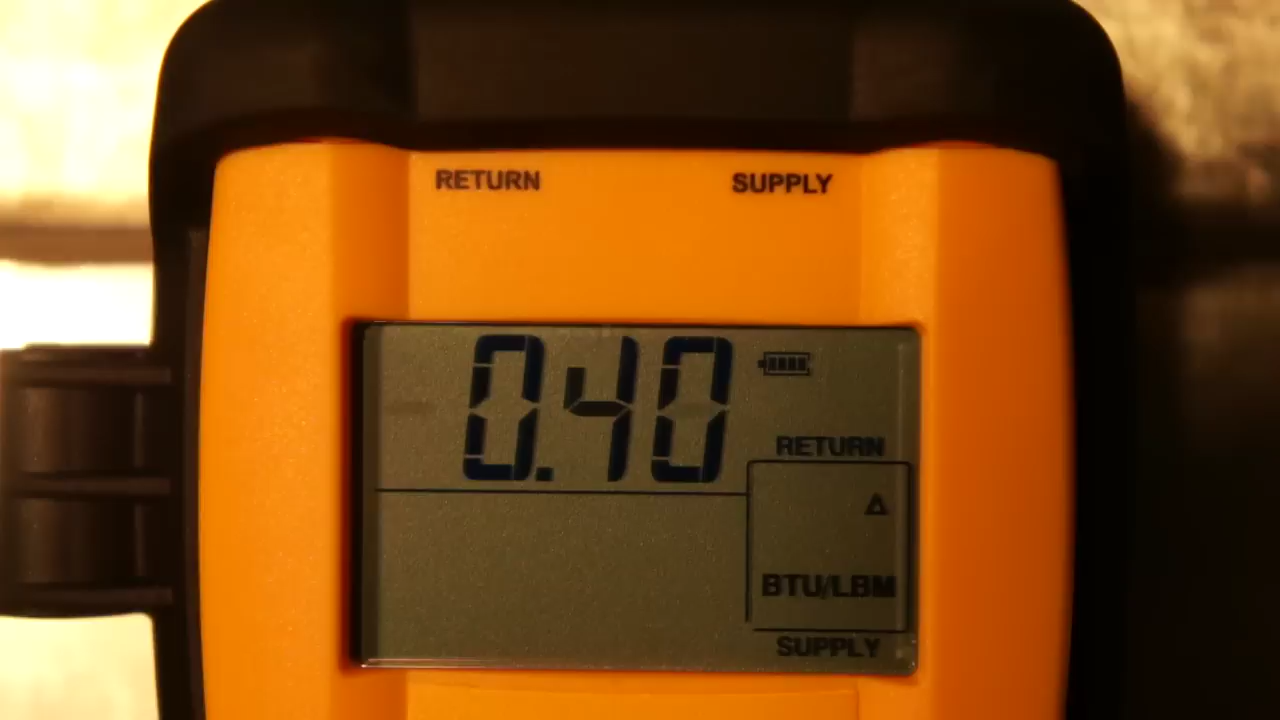 RETURN SUPPLY
0.40
RETURN
Δ
BTU/LBM
SUPPLY